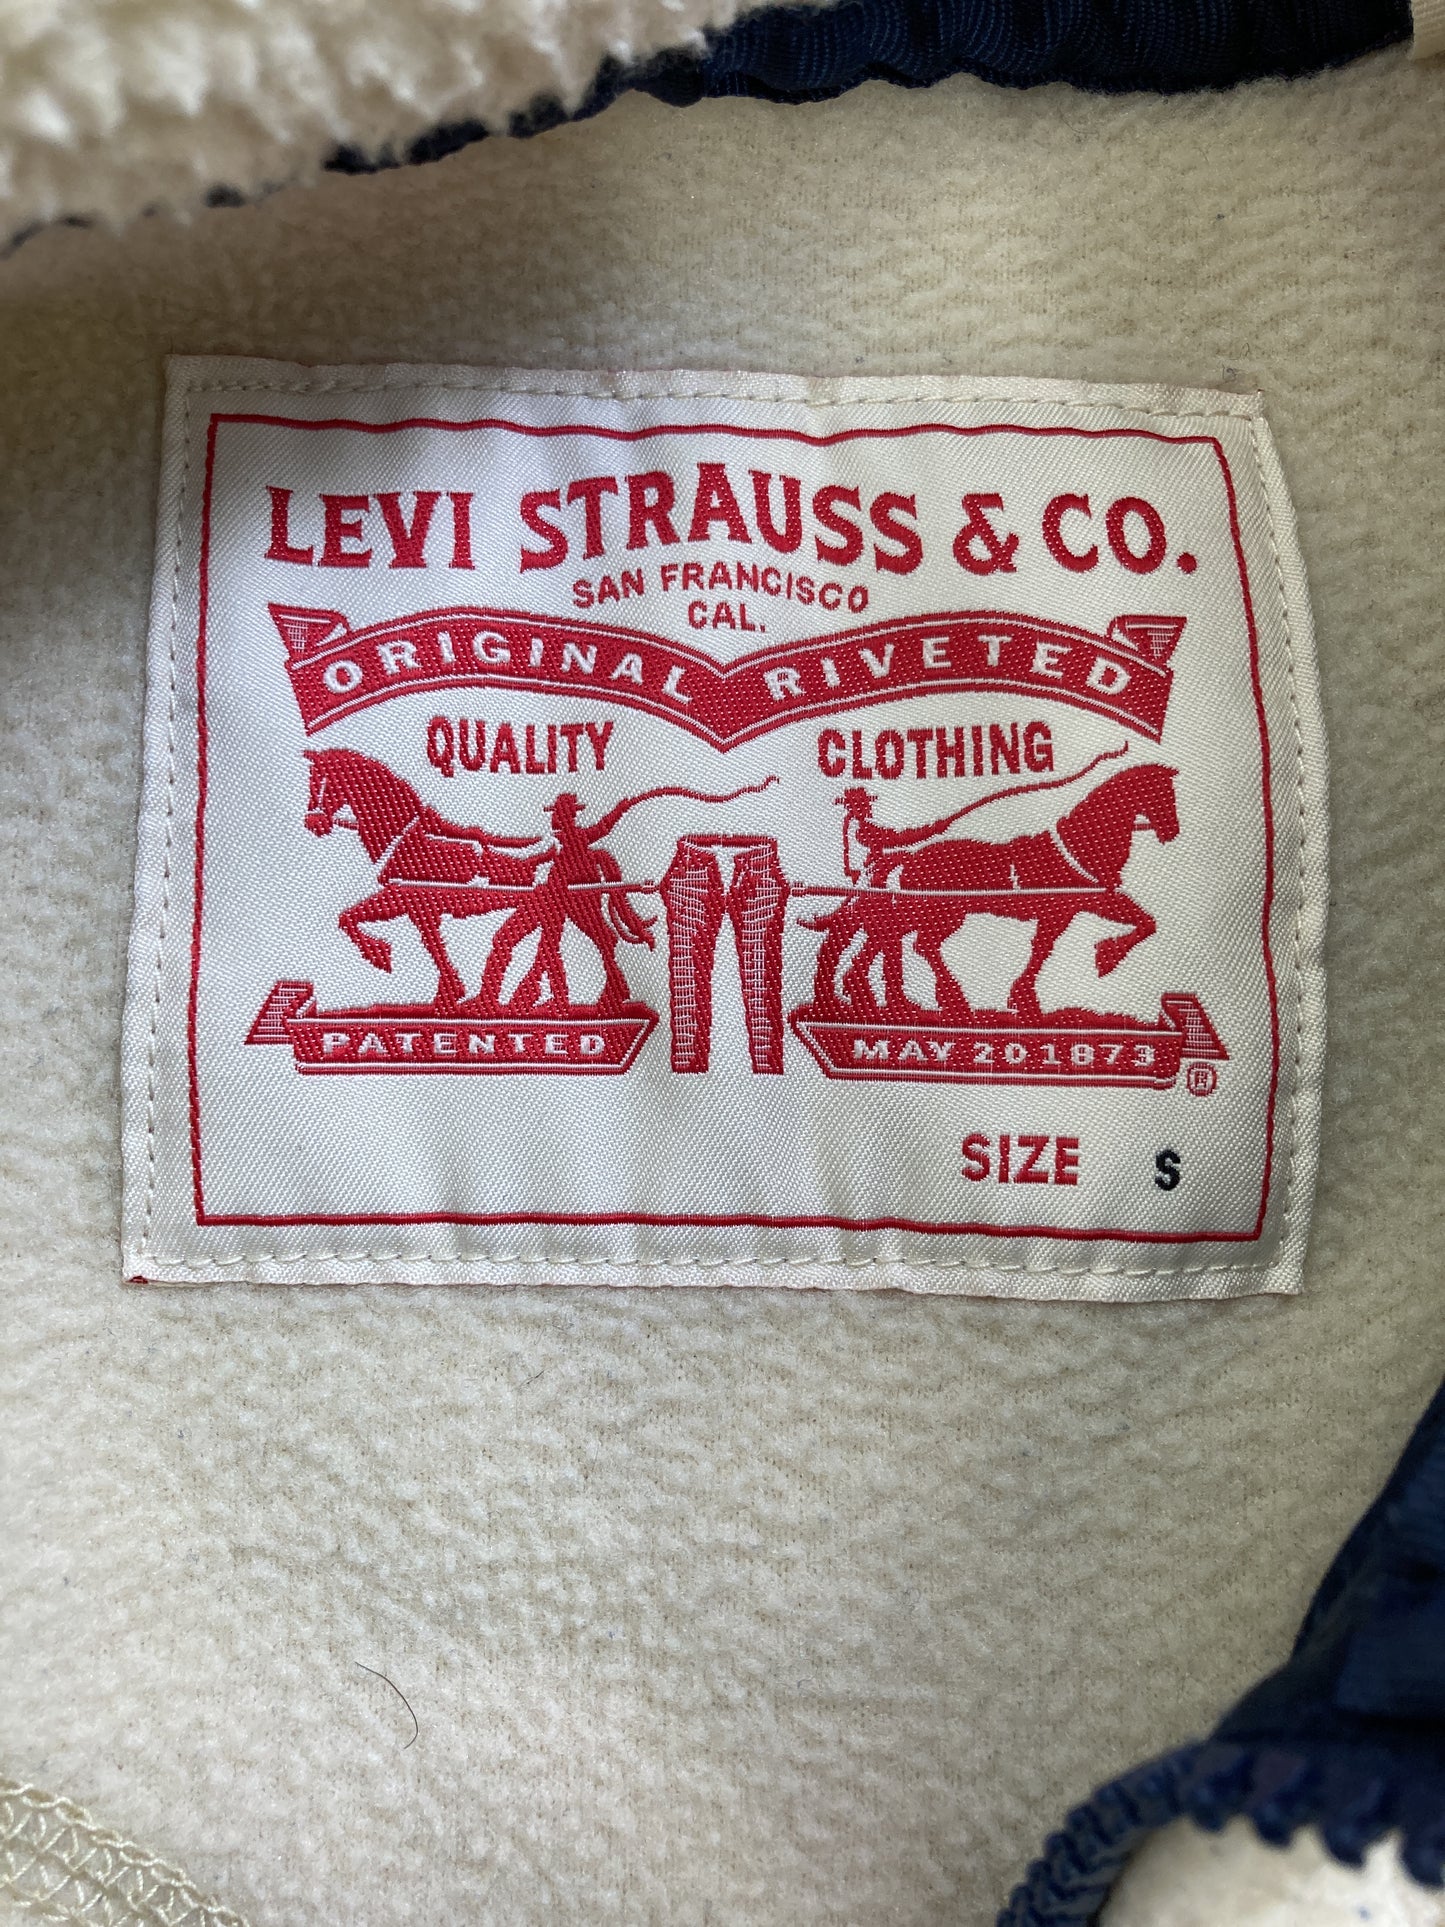 LEVI STRAUSS & CO.
SAN FRANCISCO
CAL.
ORIGINAL RIVETED
QUALITY CLOTHING
PATENTED MAY 20 1873
®
SIZE S